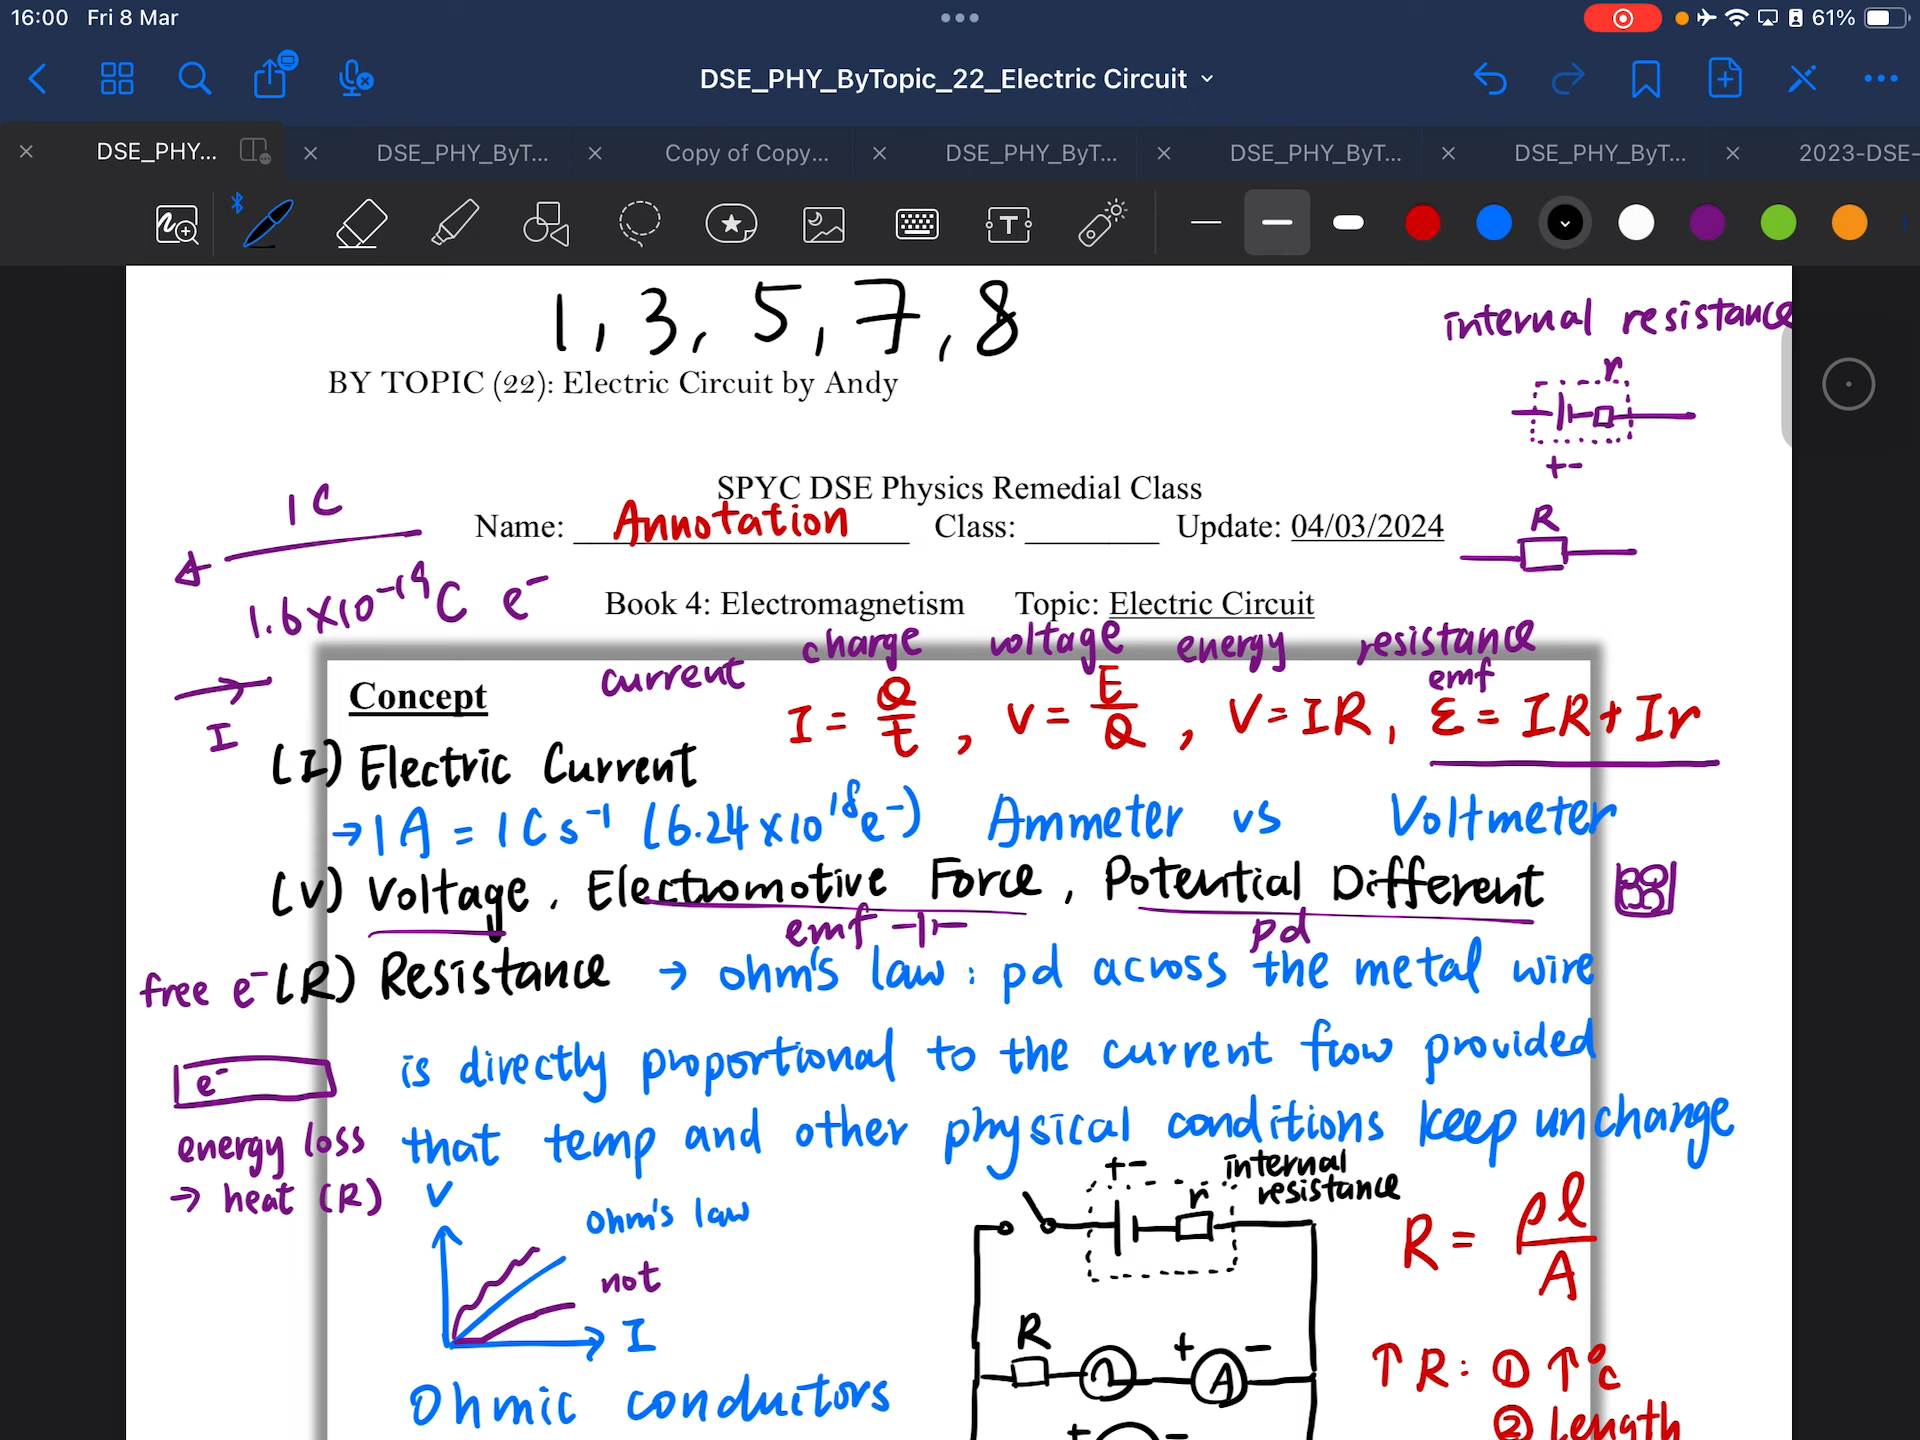 16:00 Fri 8 Mar 61%
DSE_PHY_ByTopic_22_Electric Circuit
DSE_PHY... DSE_PHY_ByT... Copy of Copy... DSE_PHY_ByT... DSE_PHY_ByT... DSE_PHY_ByT... 2023-DSE-
T
1, 3, 5, 7, 8
internal resistance
BY TOPIC (22): Electric Circuit by Andy
r
+-
1C
SPYC DSE Physics Remedial Class
Name: Annotation Class: Update: 04/03/2024
R
1.6×10⁻¹⁹C e⁻
Book 4: Electromagnetism Topic: Electric Circuit
current charge voltage energy resistance
emf
Concept
I = Q/t , V = E/Q , V = IR , ε = IR + Ir
I
(I) Electric Current
→ 1 A = 1 C s⁻¹ (6.24 × 10¹⁸ e⁻) Ammeter vs Voltmeter
(V) Voltage . Electromotive Force , Potential Different
emf pd
free e⁻ (R) Resistance → ohm's law : pd across the metal wire
is directly proportional to the current flow provided
e⁻
that temp and other physical conditions keep unchange
energy loss
→ heat (R)
+- internal
r resistance
V
ohm's law
not
I
R = ρl/A
R
+ A -
↑ R: ① ↑°c
Ohmic conductors
② Length
+ -